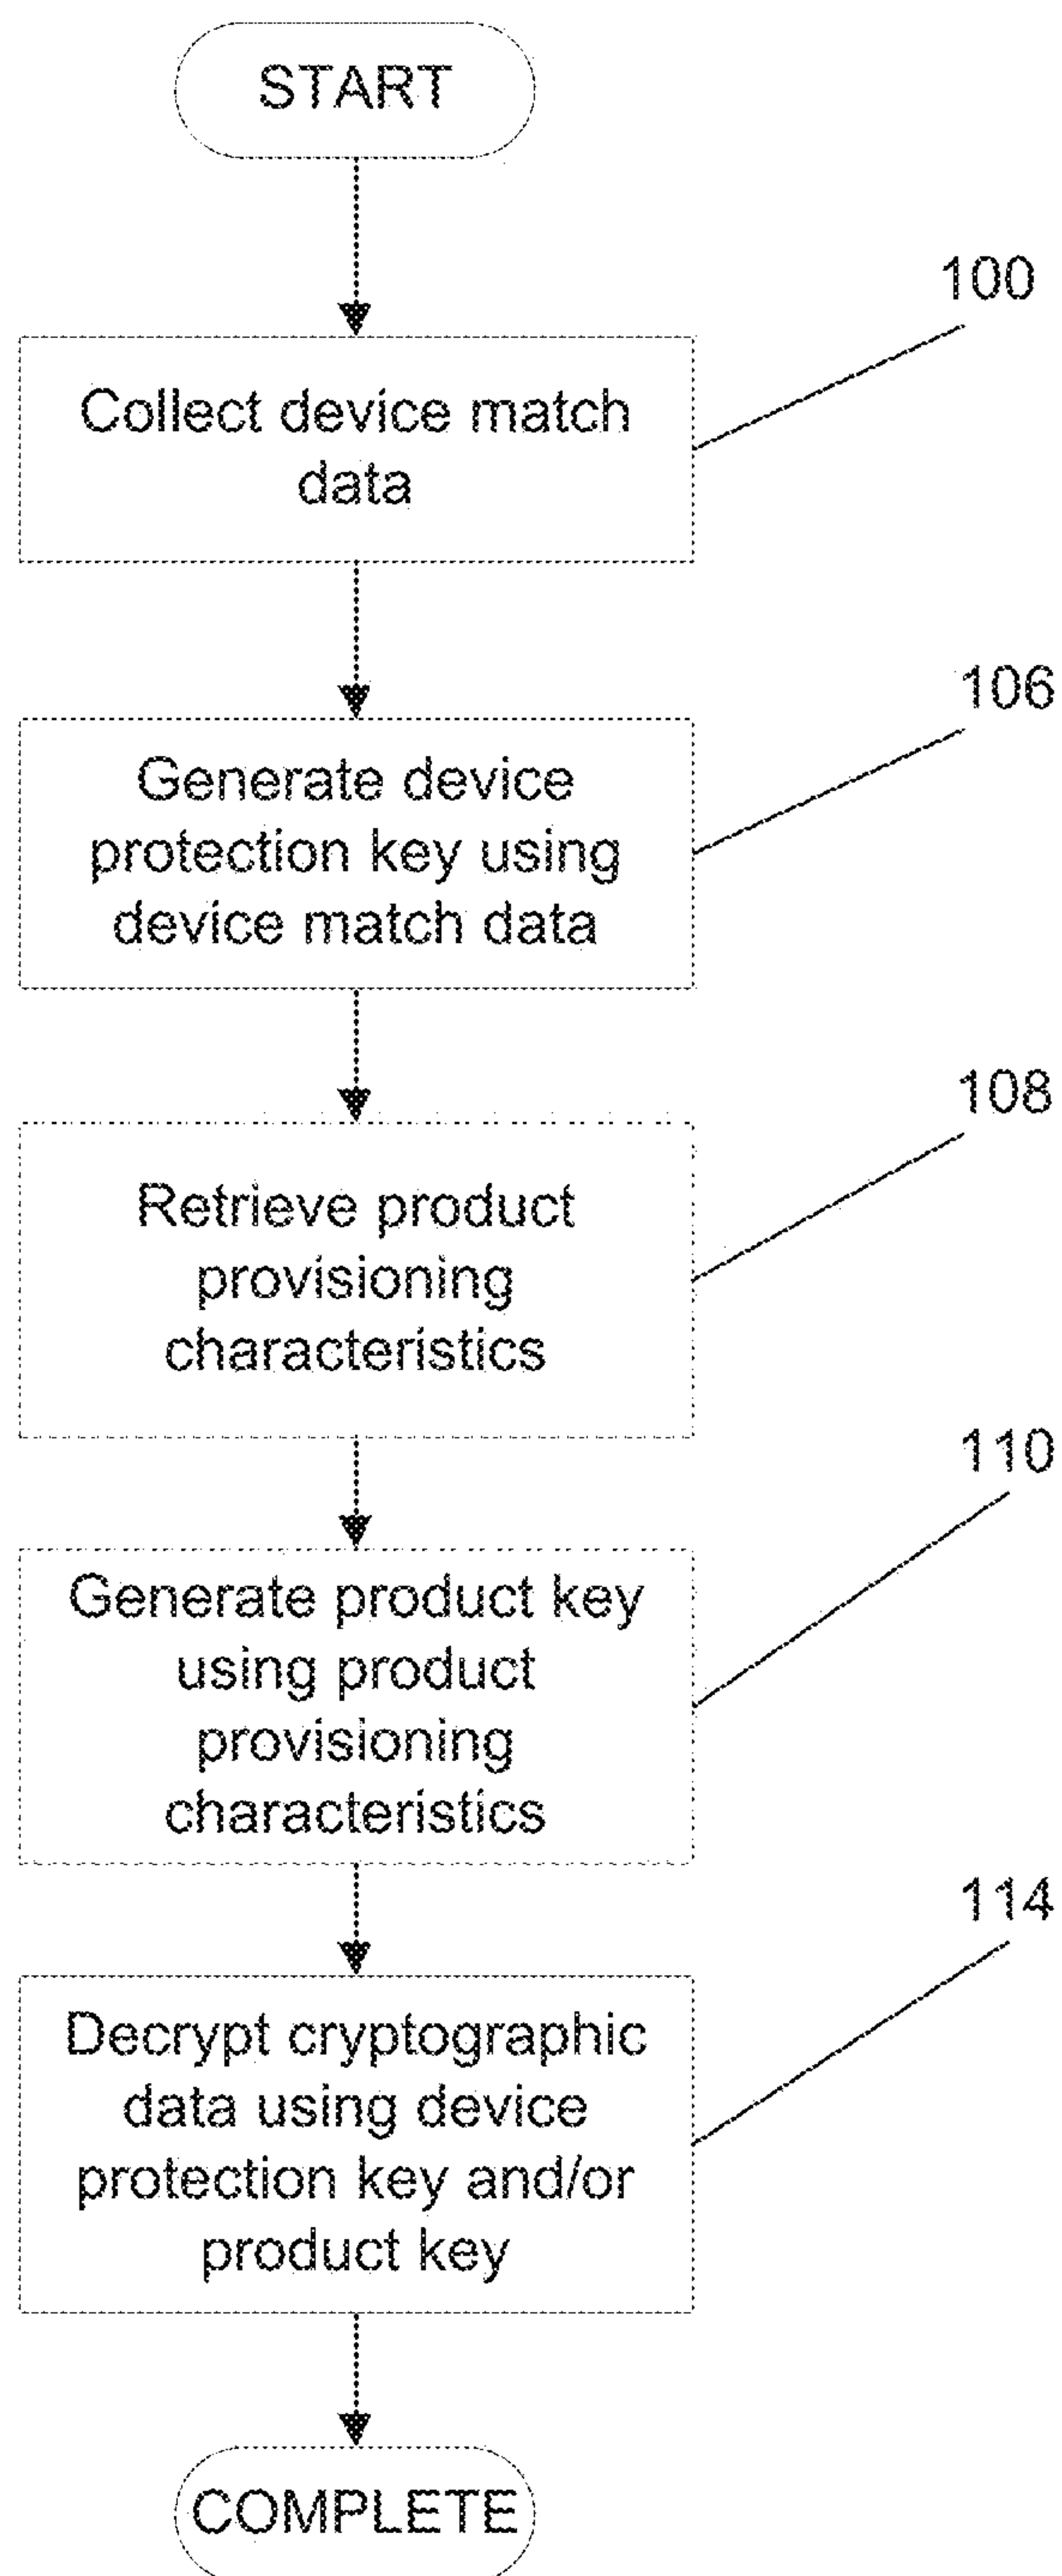 START
100
Collect device match
data
106
Generate device
protection key using
device match data
108
Retrieve product
provisioning
characteristics
110
Generate product key
using product
provisioning
characteristics
114
Decrypt cryptographic
data using device
protection key and/or
product key
COMPLETE